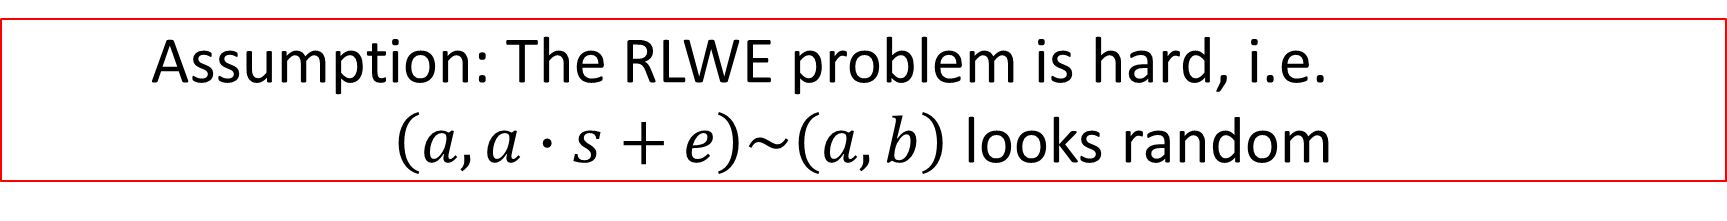 Assumption: The RLWE problem is hard, i.e.
(𝑎, 𝑎 · 𝑠 + 𝑒)~(𝑎, 𝑏) looks random